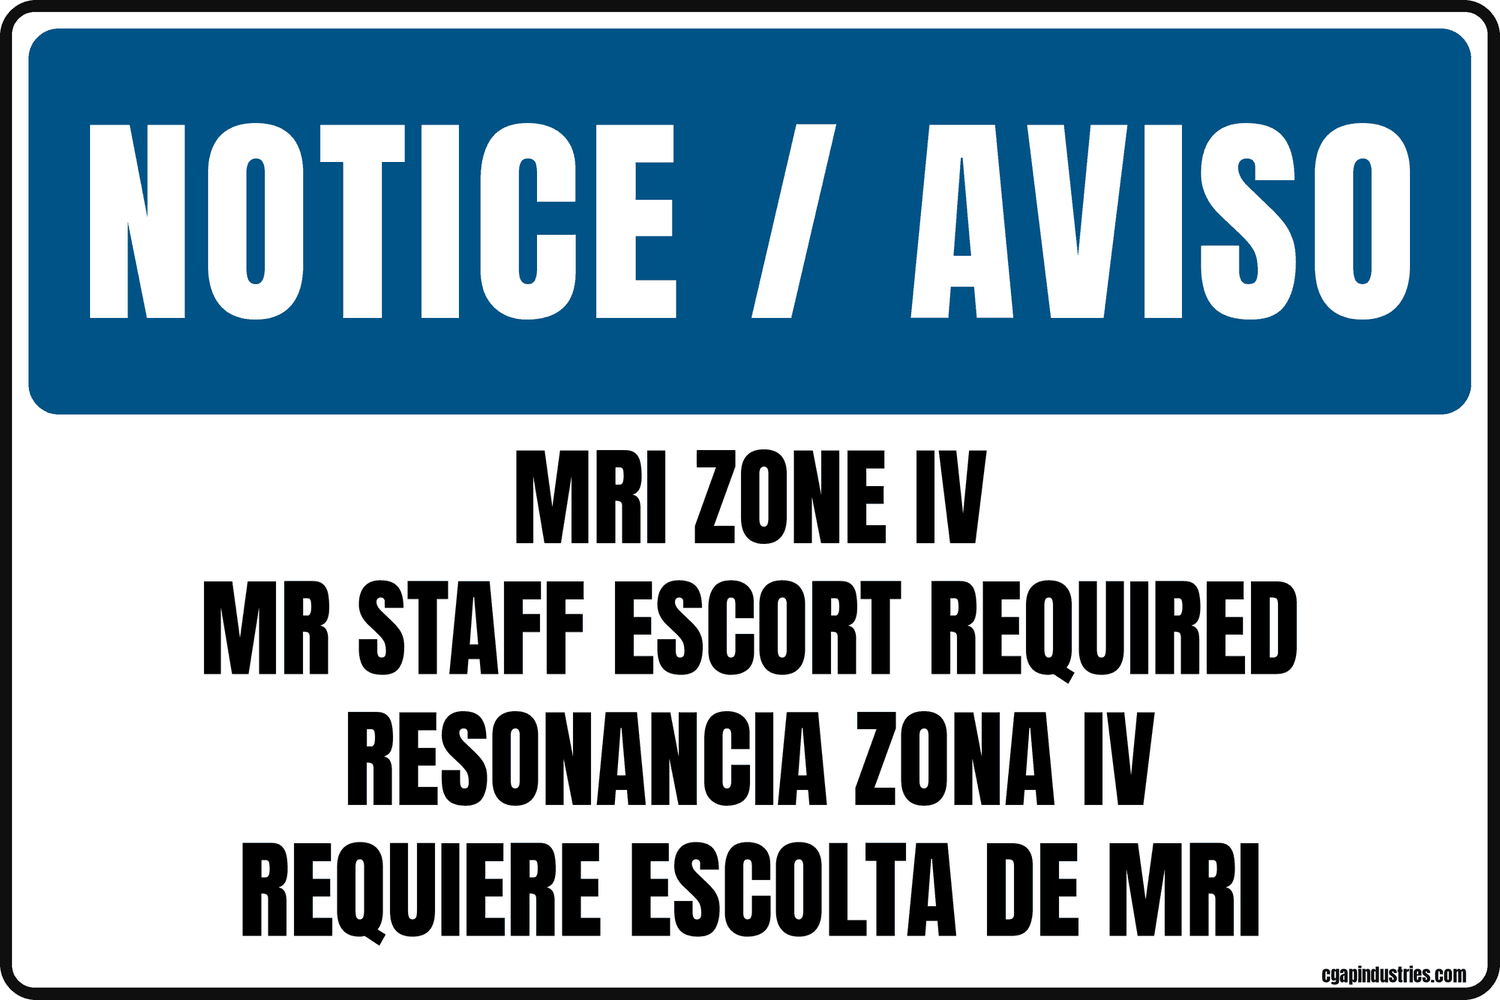 NOTICE / AVISO
MRI ZONE IV
MR STAFF ESCORT REQUIRED
RESONANCIA ZONA IV
REQUIERE ESCOLTA DE MRI
cgapindustries.com